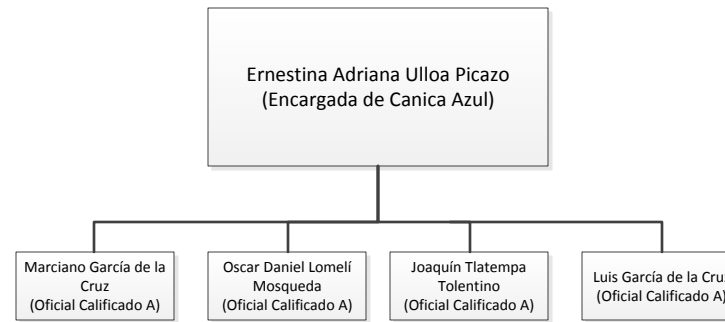 Ernestina Adriana Ulloa Picazo
(Encargada de Canica Azul)
Marciano García de la
Cruz
(Oficial Calificado A)
Oscar Daniel Lomelí
Mosqueda
(Oficial Calificado A)
Joaquín Tlatempa
Tolentino
(Oficial Calificado A)
Luis García de la Cruz
(Oficial Calificado A)